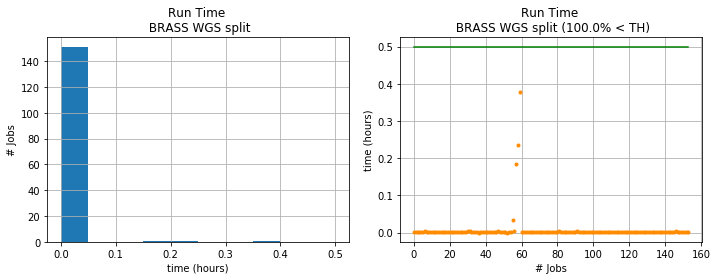 Run Time
BRASS WGS split
# Jobs
140
120
100
80
60
40
20
0
0.0 0.1 0.2 0.3 0.4 0.5
time (hours)
Run Time
BRASS WGS split (100.0% < TH)
time (hours)
0.5
0.4
0.3
0.2
0.1
0.0
0 20 40 60 80 100 120 140 160
# Jobs